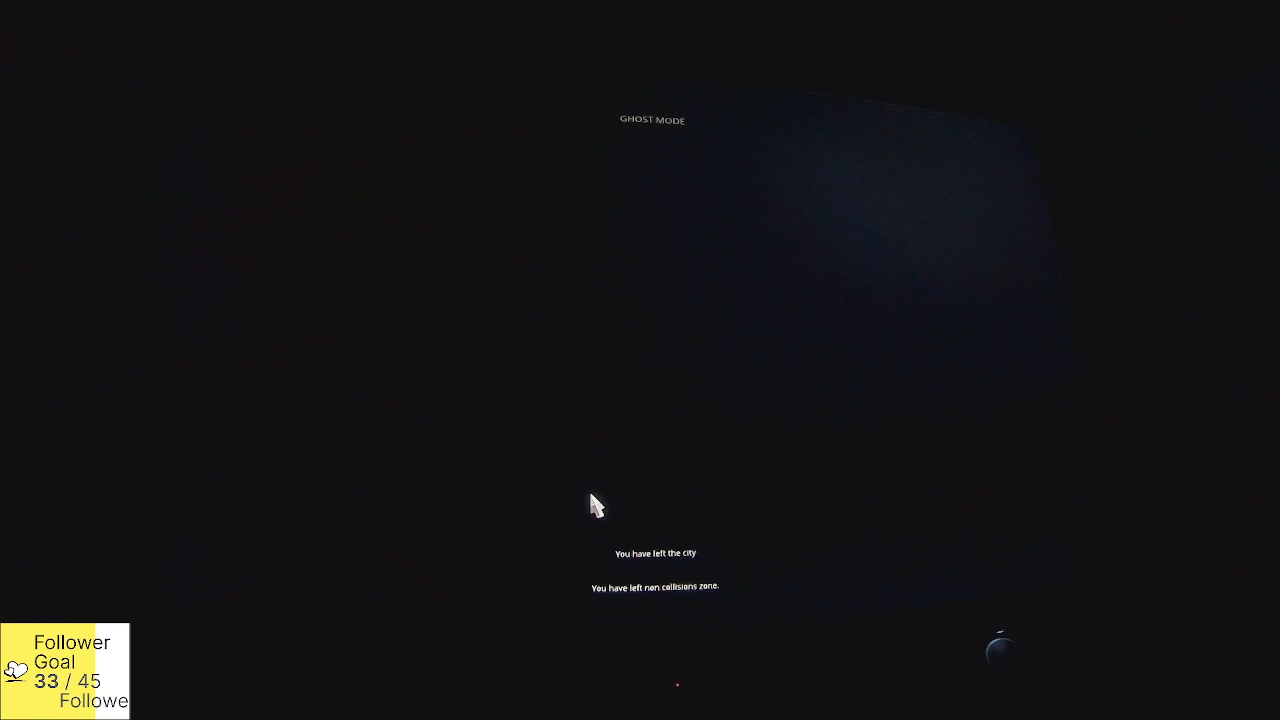 GHOST MODE
You have left the city
You have left non collisions zone.
Follower
Goal
33 / 45
Followe